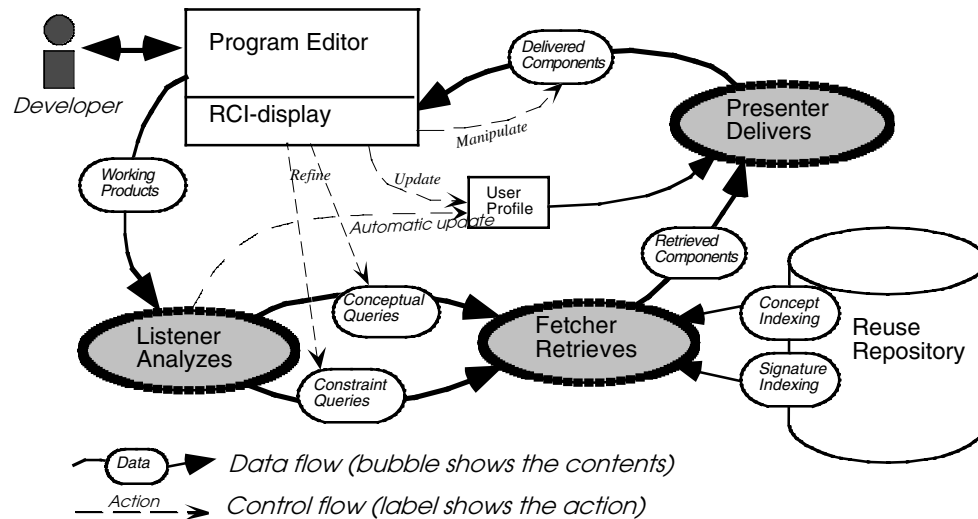 Program Editor
Delivered
Components
Developer
RCI-display
Manipulate
Presenter
Delivers
Working
Products
Refine
Update
User
Profile
Automatic update
Retrieved
Components
Conceptual
Queries
Concept
Indexing
Listener
Analyzes
Fetcher
Retrieves
Reuse
Repository
Constraint
Queries
Signature
Indexing
Data
Data flow (bubble shows the contents)
Action
Control flow (label shows the action)